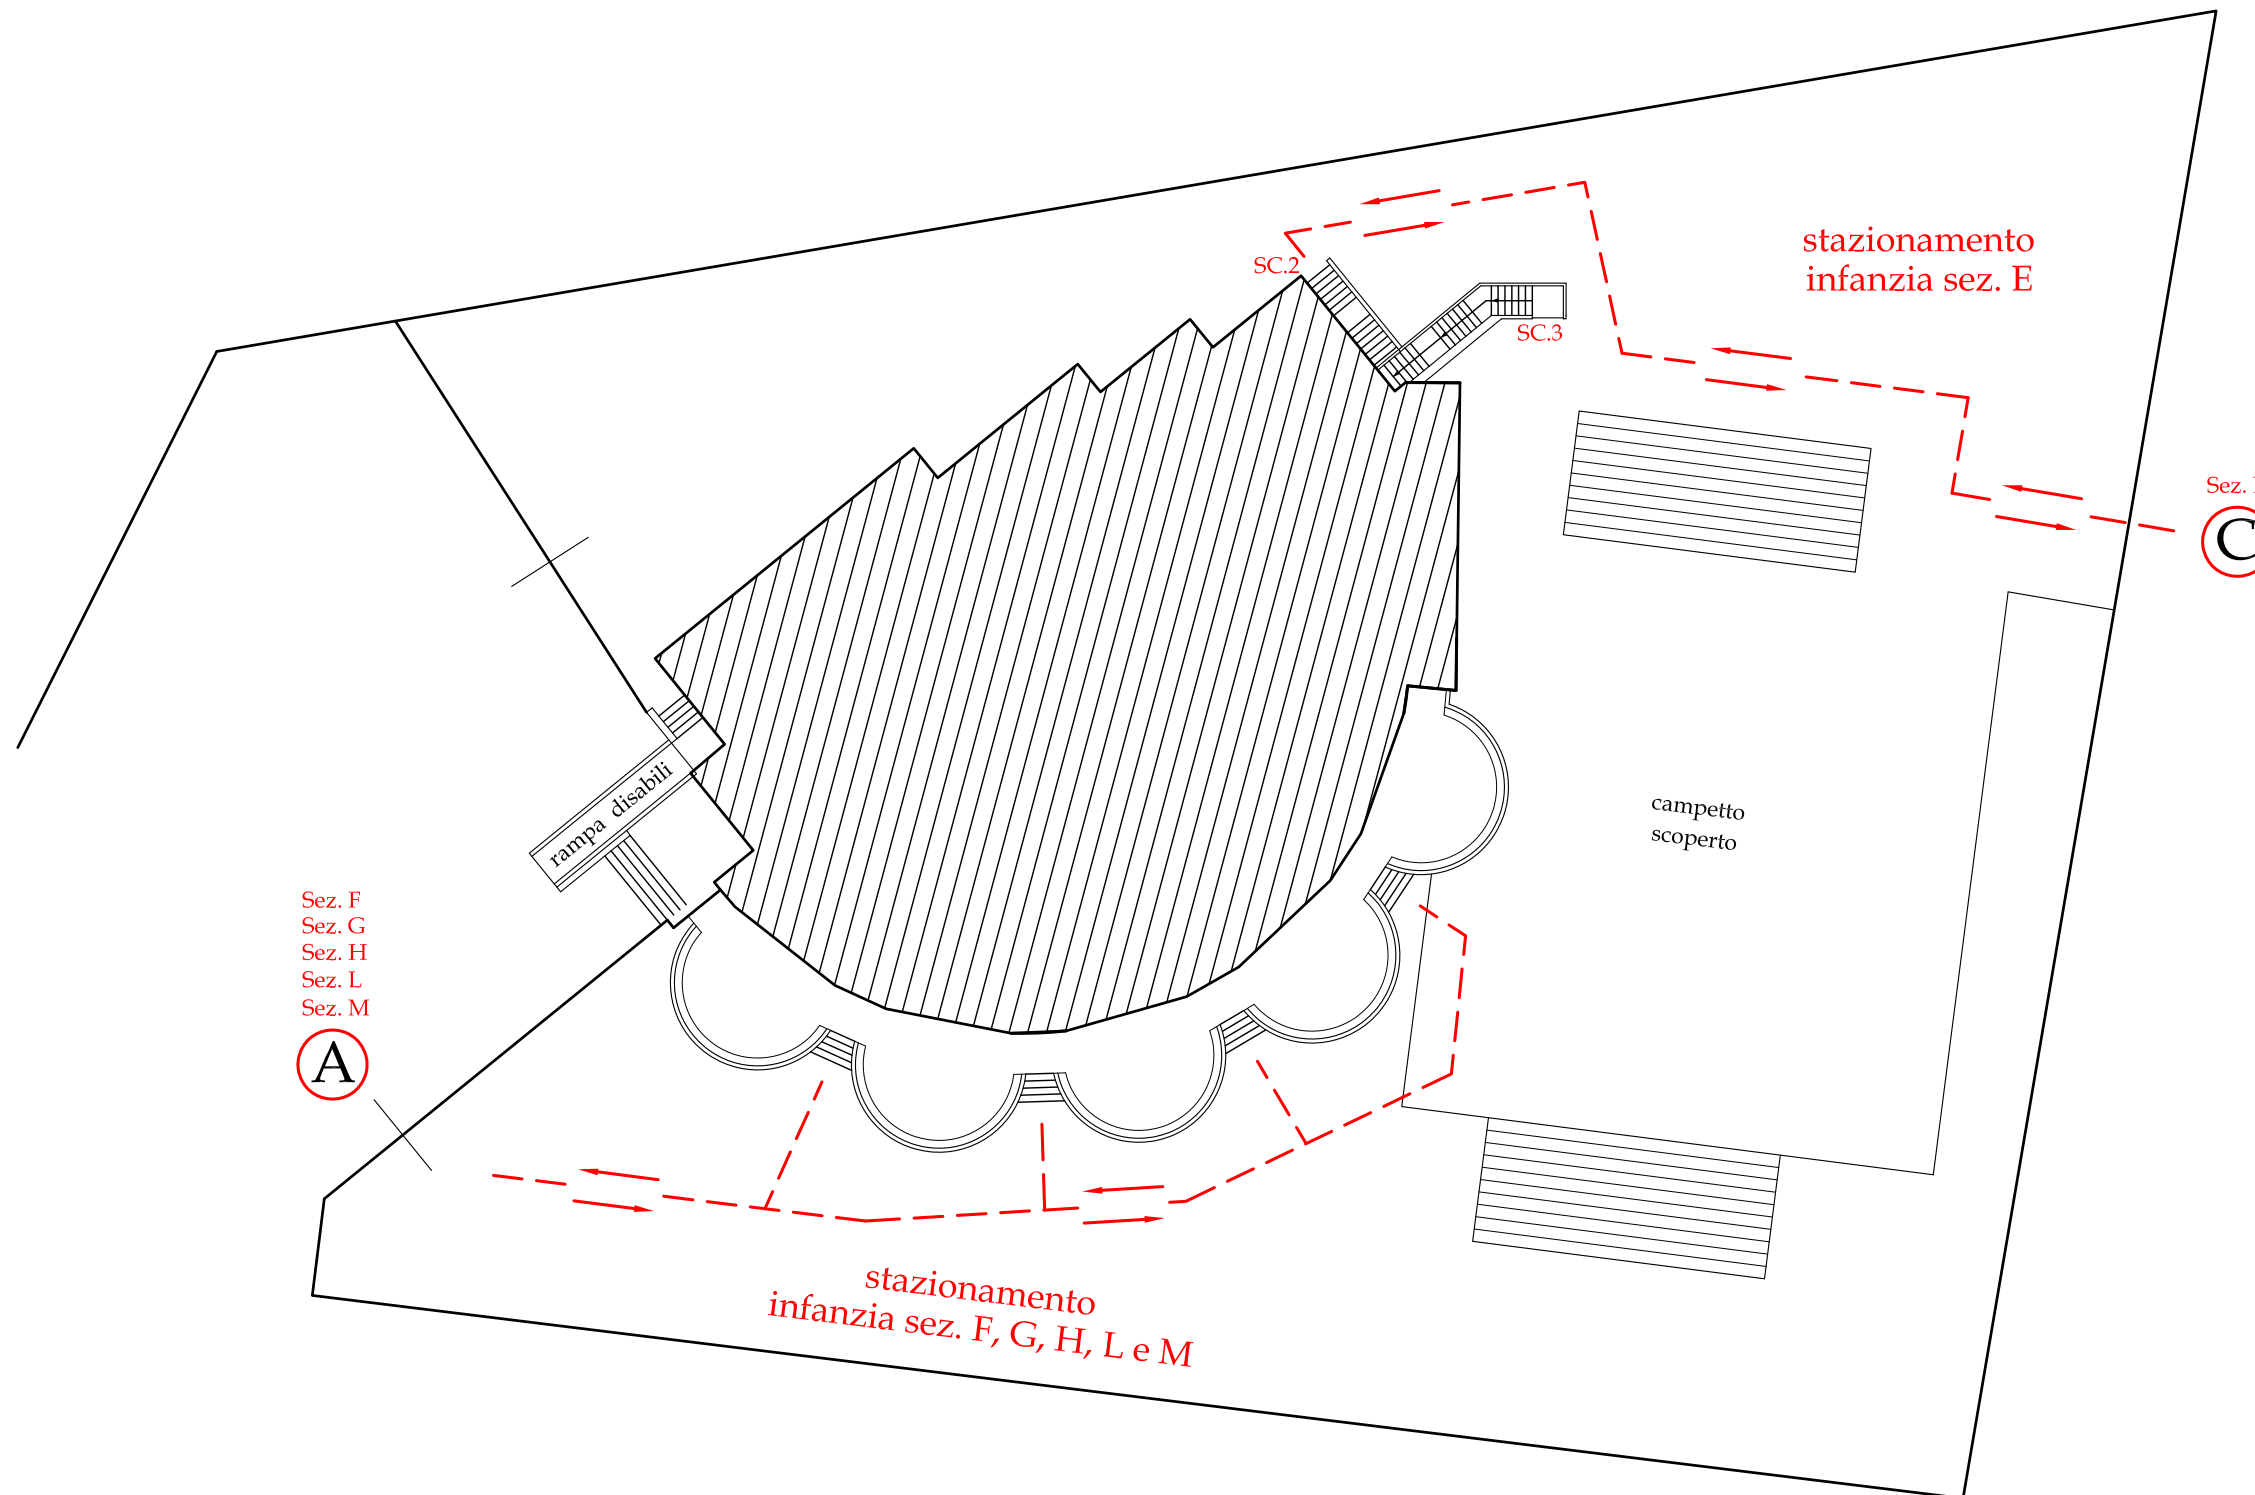 stazionamento
infanzia sez. E
SC.2
SC.3
Sez.
C
campetto
scoperto
rampa disabili
Sez. F
Sez. G
Sez. H
Sez. L
Sez. M
A
stazionamento
infanzia sez. F, G, H, L e M